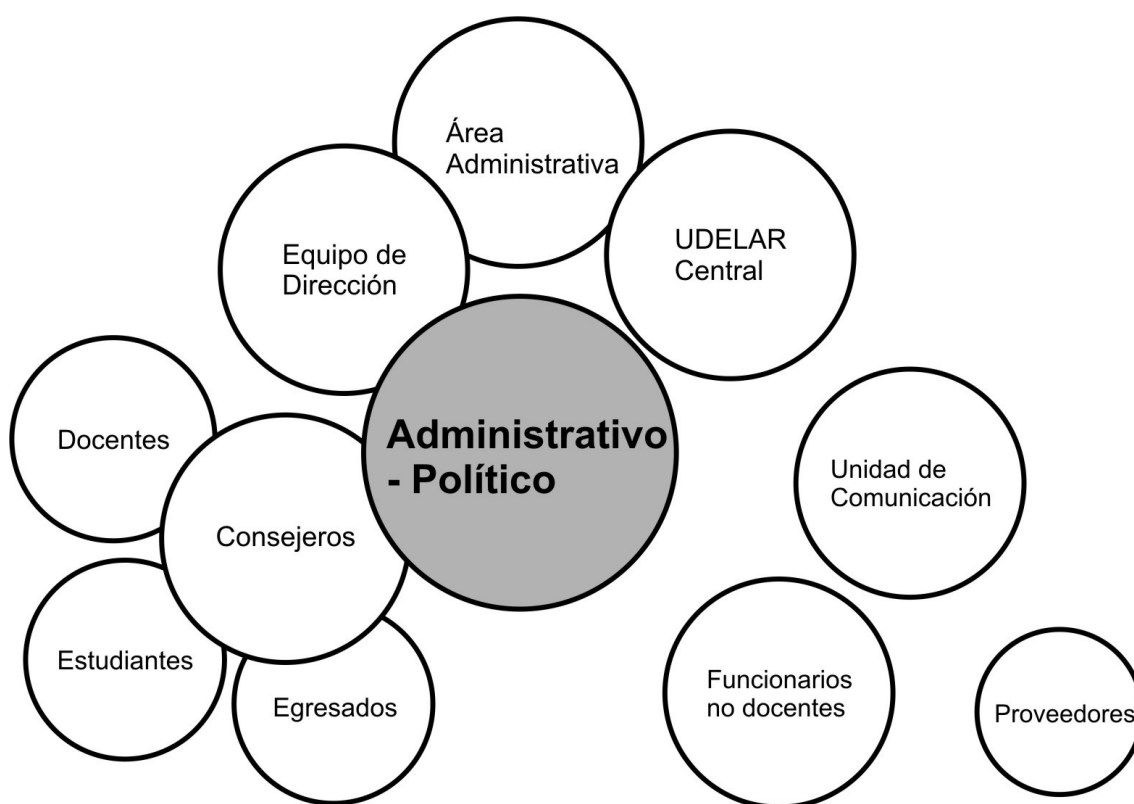 Área
Administrativa
UDELAR
Central
Equipo de
Dirección
Administrativo
- Político
Docentes
Consejeros
Unidad de
Comunicación
Estudiantes
Egresados
Funcionarios
no docentes
Proveedores